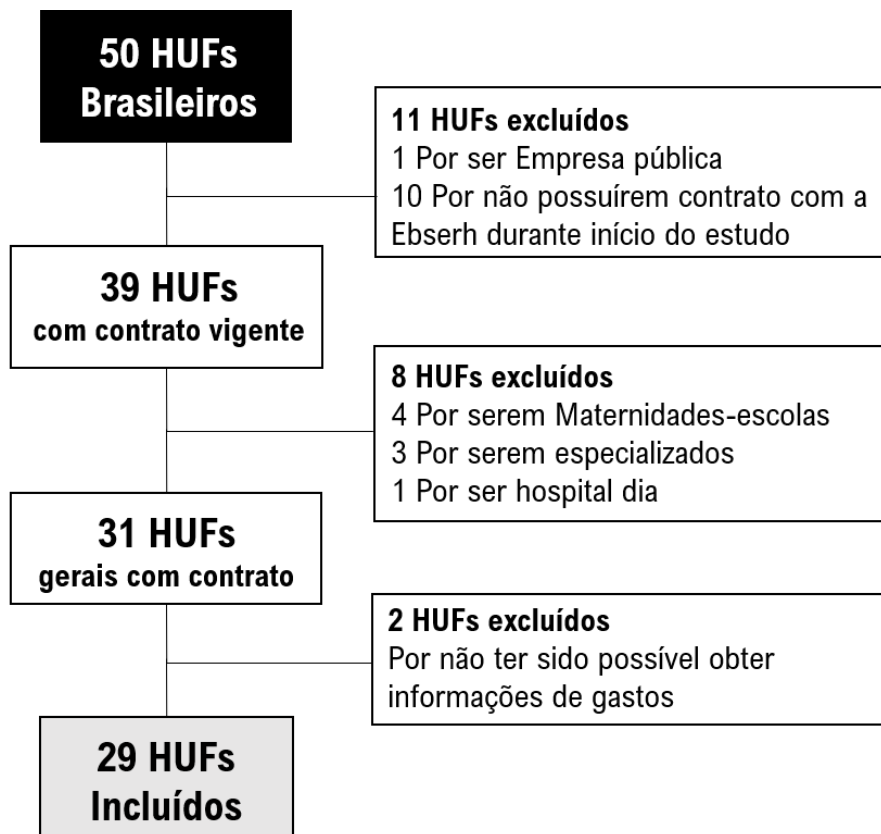 50 HUFs
Brasileiros
11 HUFs excluídos
1 Por ser Empresa pública
10 Por não possuírem contrato com a
Ebserh durante início do estudo
39 HUFs
com contrato vigente
8 HUFs excluídos
4 Por serem Maternidades-escolas
3 Por serem especializados
1 Por ser hospital dia
31 HUFs
gerais com contrato
2 HUFs excluídos
Por não ter sido possível obter
informações de gastos
29 HUFs
Incluídos